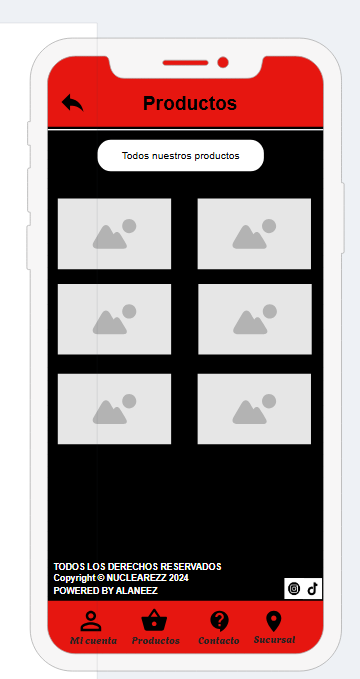 Productos
Todos nuestros productos
TODOS LOS DERECHOS RESERVADOS
Copyright © NUCLEAREZZ 2024
POWERED BY ALANEEZ
Mi cuenta
Productos
Contacto
Sucursal